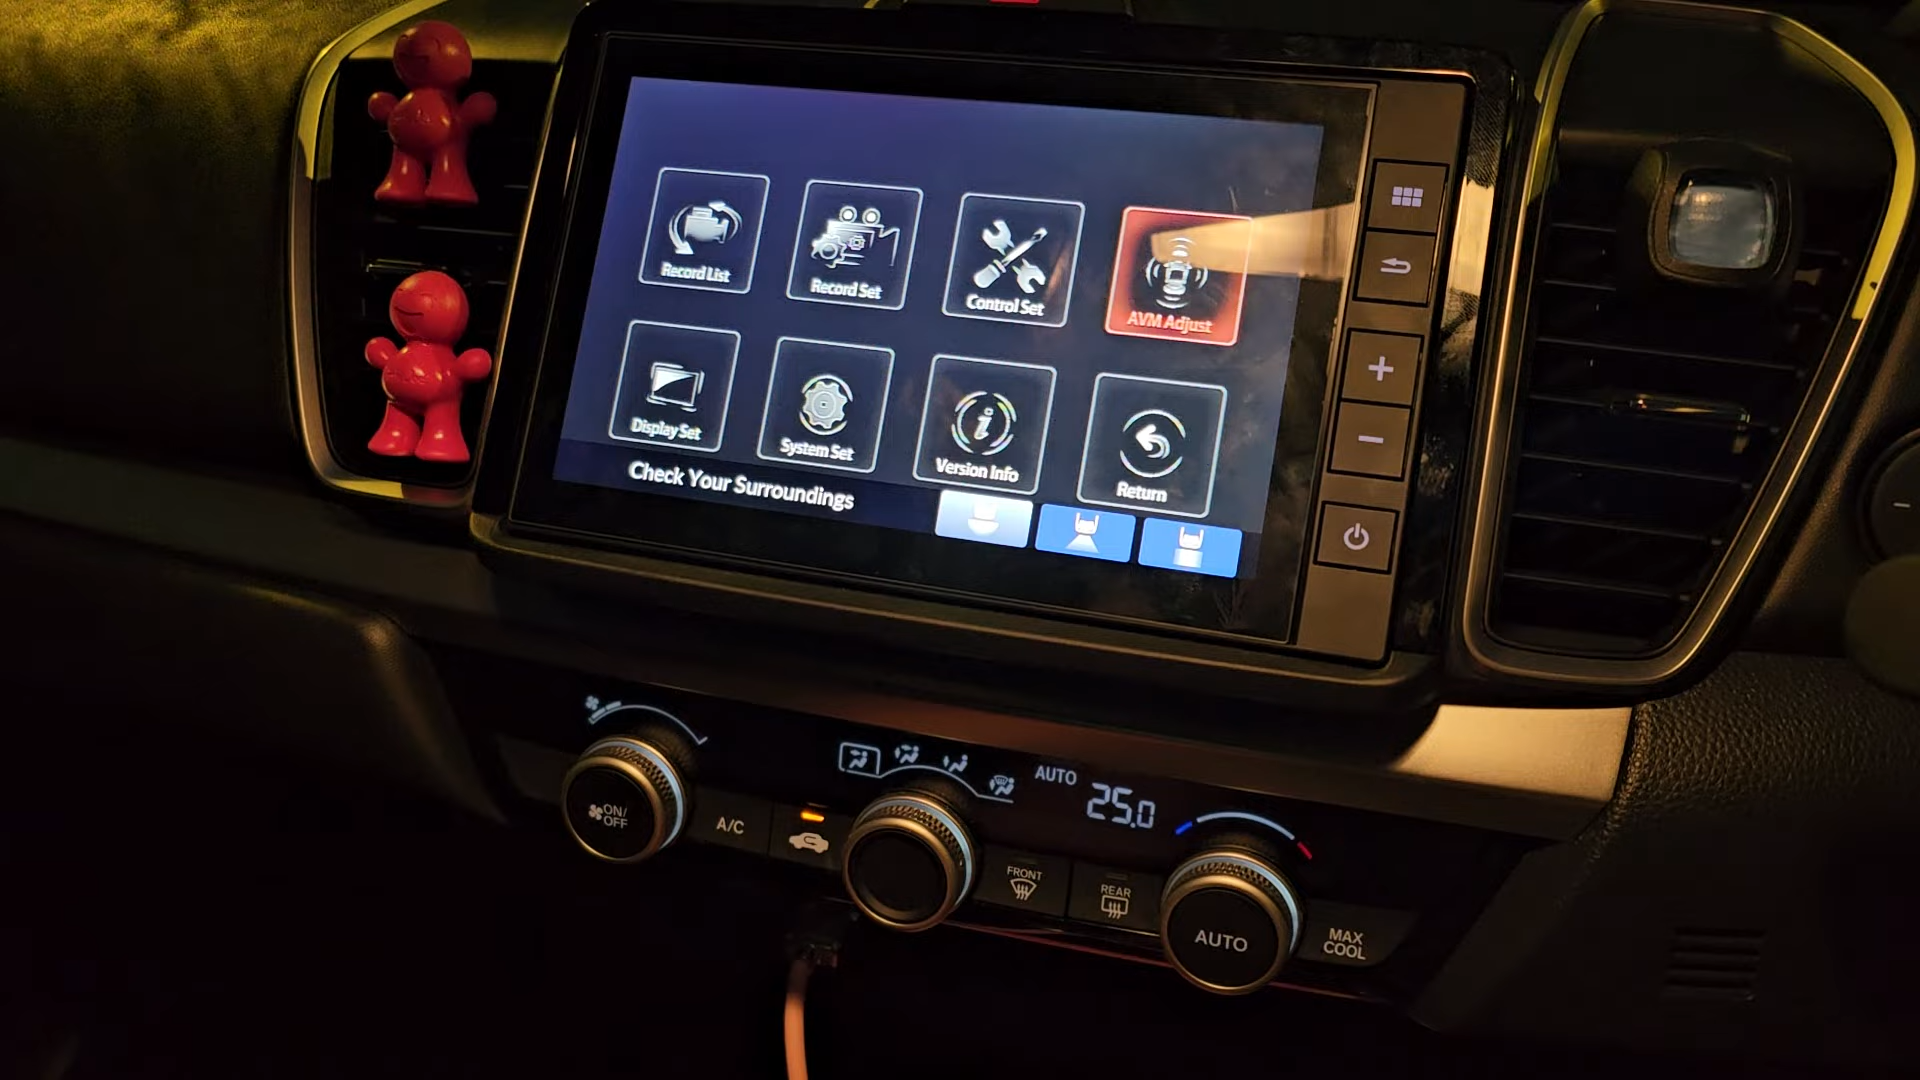 Record List
Record Set
Control Set
AVM Adjust
Display Set
System Set
Version Info
Return
Check Your Surroundings
AUTO
25.0
ON/
OFF
A/C
FRONT
REAR
AUTO
MAX
COOL